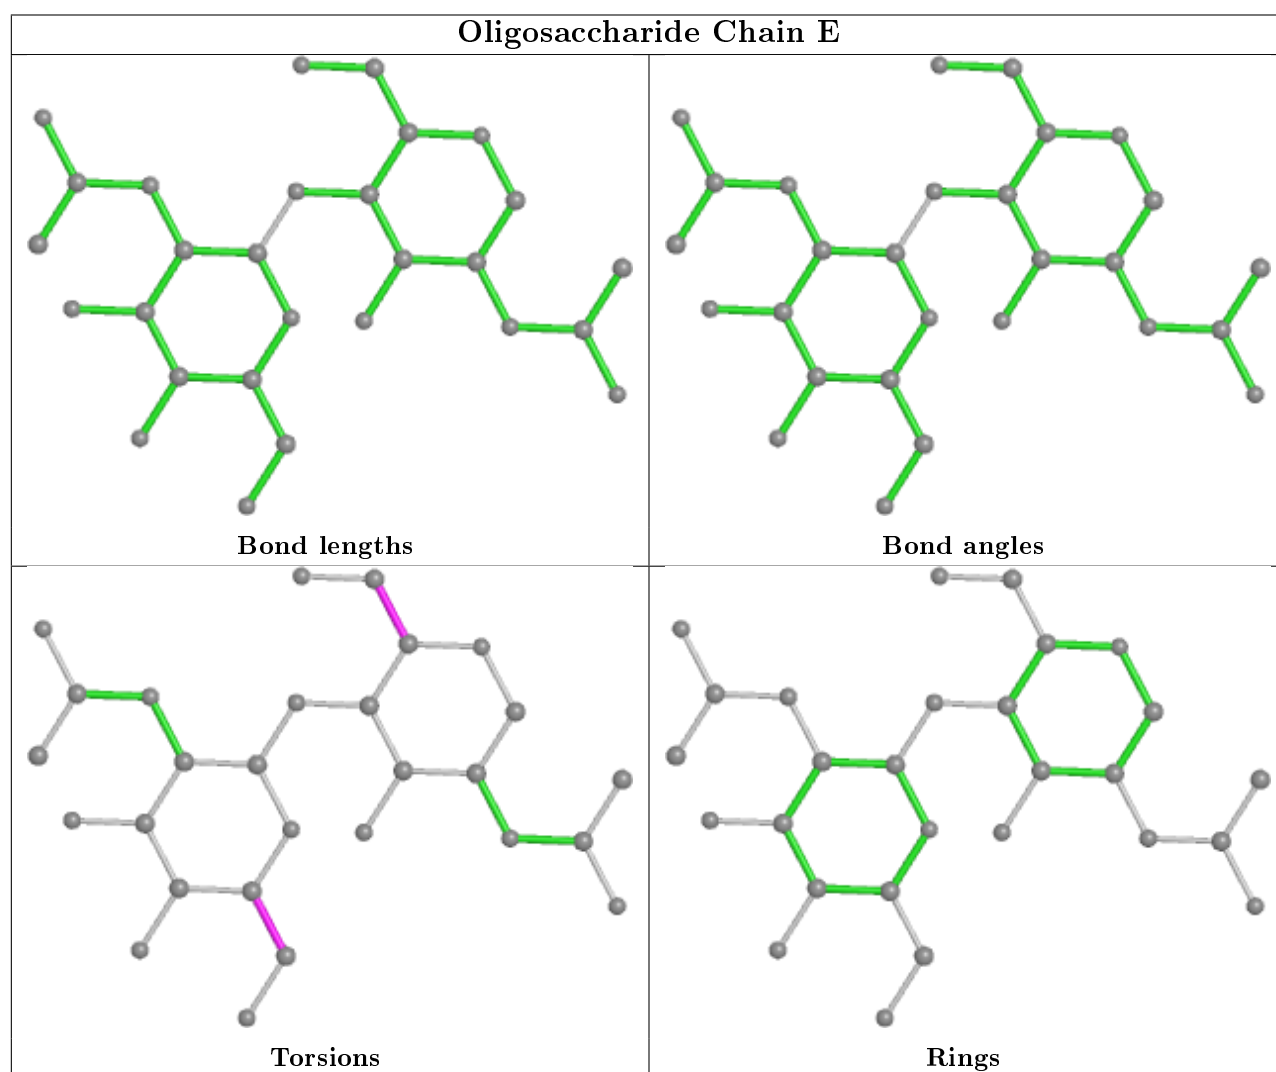 Oligosaccharide Chain E
Bond lengths
Bond angles
Torsions
Rings